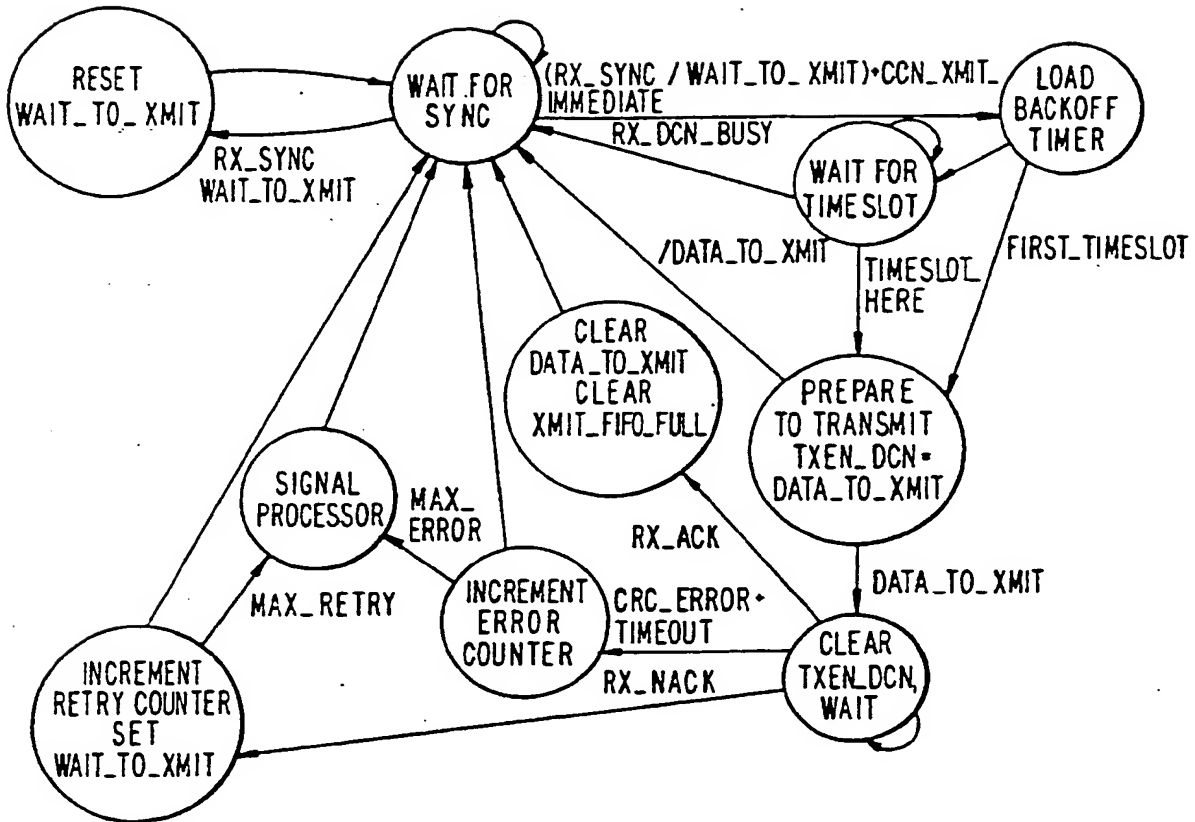 RESET
WAIT_TO_XMIT
WAIT FOR
SYNC
(RX_SYNC / WAIT_TO_XMIT)+CCN_XMIT_
IMMEDIATE
LOAD
BACKOFF
TIMER
RX_SYNC
WAIT_TO_XMIT
RX_DCN_BUSY
WAIT FOR
TIMESLOT
/DATA_TO_XMIT
TIMESLOT_
HERE
FIRST_TIMESLOT
CLEAR
DATA_TO_XMIT
CLEAR
XMIT_FIFO_FULL
PREPARE
TO TRANSMIT
TXEN_DCN=
DATA_TO_XMIT
SIGNAL
PROCESSOR
MAX_
ERROR
RX_ACK
DATA_TO_XMIT
MAX_RETRY
INCREMENT
ERROR
COUNTER
CRC_ERROR+
TIMEOUT
RX_NACK
CLEAR
TXEN_DCN,
WAIT
INCREMENT
RETRY COUNTER
SET
WAIT_TO_XMIT